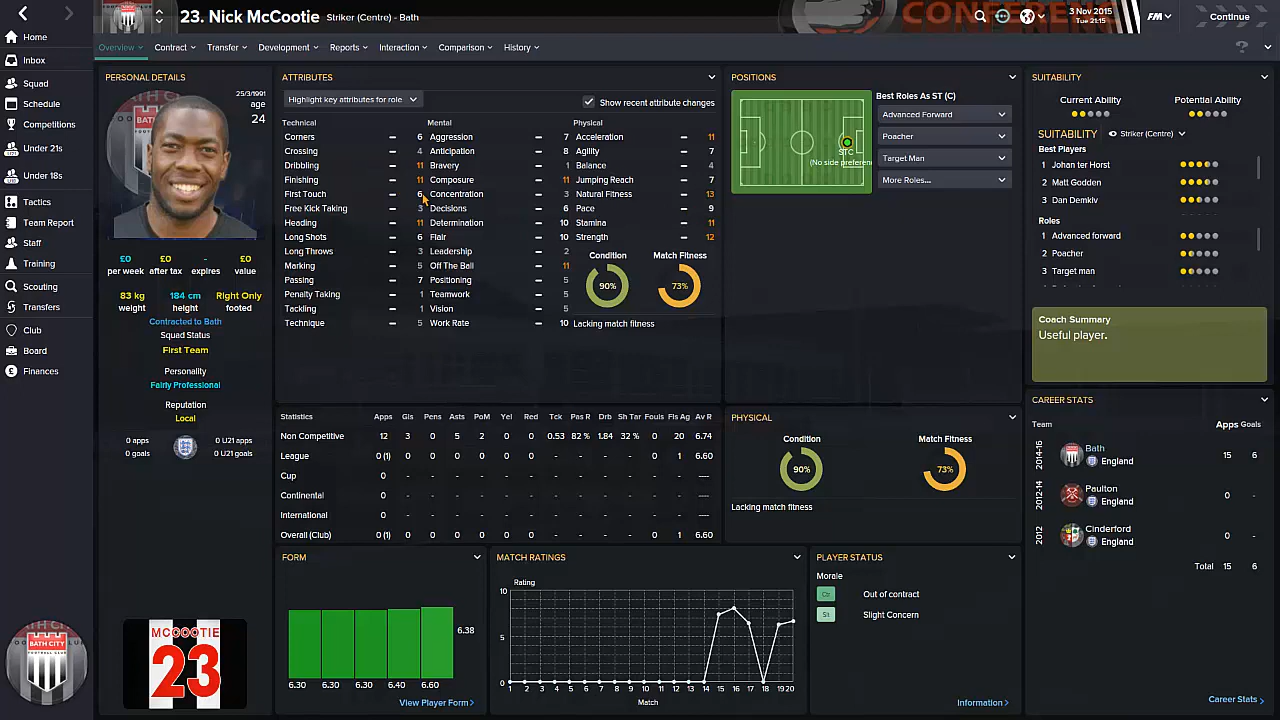 23. Nick McCootie Striker (Centre) - Bath
CONFERENCE
3 Nov 2015
Tue 21:15
FM
Continue
Home
Inbox
Squad
Schedule
Competitions
Under 21s
Under 18s
Tactics
Team Report
Staff
Training
Scouting
Transfers
Club
Board
Finances
Overview Contract Transfer Development Reports Interaction Comparison History
PERSONAL DETAILS
25/3/1991
age
24
£0 £0 - £0
per week after tax expires value
83 kg 184 cm Right Only
weight height footed
Contracted to Bath
Squad Status
First Team
Personality
Fairly Professional
Reputation
Local
0 apps 0 U21 apps
0 goals 0 U21 goals
MCCOOTIE
23
BATH CITY
ATTRIBUTES
Highlight key attributes for role
Show recent attribute changes
Technical Mental Physical
Corners - 6 Aggression - 7 Acceleration - 11
Crossing - 4 Anticipation - 8 Agility - 7
Dribbling - 11 Bravery - 1 Balance - 4
Finishing - 11 Composure - 11 Jumping Reach - 7
First Touch - 6 Concentration - 3 Natural Fitness - 13
Free Kick Taking - 3 Decisions - 6 Pace - 9
Heading - 11 Determination - 10 Stamina - 11
Long Shots - 6 Flair - 10 Strength - 12
Long Throws - 3 Leadership - 2
Marking - 5 Off The Ball - 11
Passing - 7 Positioning - 5
Penalty Taking - 1 Teamwork - 5
Tackling - 1 Vision - 5
Technique - 5 Work Rate - 10
Condition Match Fitness
90% 73%
Lacking match fitness
Statistics Apps Gls Pens Asts PoM Yel Red Tck Pas R Drb Sh Tar Fouls Fls Ag Av R
Non Competitive 12 3 0 5 2 0 0 0.53 82 % 1.84 32 % 0 20 6.74
League 0 (1) - - - - - - - - - - - 1 6.60
Cup 0 - - - - - - - - - - - - ----
Continental 0 - - - - - - - - - - - - ----
International 0 - - - - - - - - - - - - ----
Overall (Club) 0 (1) - - - - - - - - - - - 1 6.60
FORM
6.38
6.30 6.30 6.30 6.40 6.60
View Player Form >
MATCH RATINGS
Rating
10
5
0
1 2 3 4 5 6 7 8 9 10 11 12 13 14 15 16 17 18 19 20
Match
POSITIONS
STC
(No side preferen
Best Roles As ST (C)
Advanced Forward
Poacher
Target Man
More Roles...
PHYSICAL
Condition Match Fitness
90% 73%
Lacking match fitness
PLAYER STATUS
Morale
Ctr Out of contract
Slt Slight Concern
Information >
SUITABILITY
Current Ability Potential Ability
SUITABILITY Striker (Centre)
Best Players
1 Johan ter Horst
2 Matt Godden
3 Dan Demkiv
Roles
1 Advanced forward
2 Poacher
3 Target man
Coach Summary
Useful player.
CAREER STATS
Team Apps Goals
2014-16 Bath England 15 6
2012-14 Paulton England 0 -
2012 Cinderford England 0 -
Total 15 6
Career Stats >